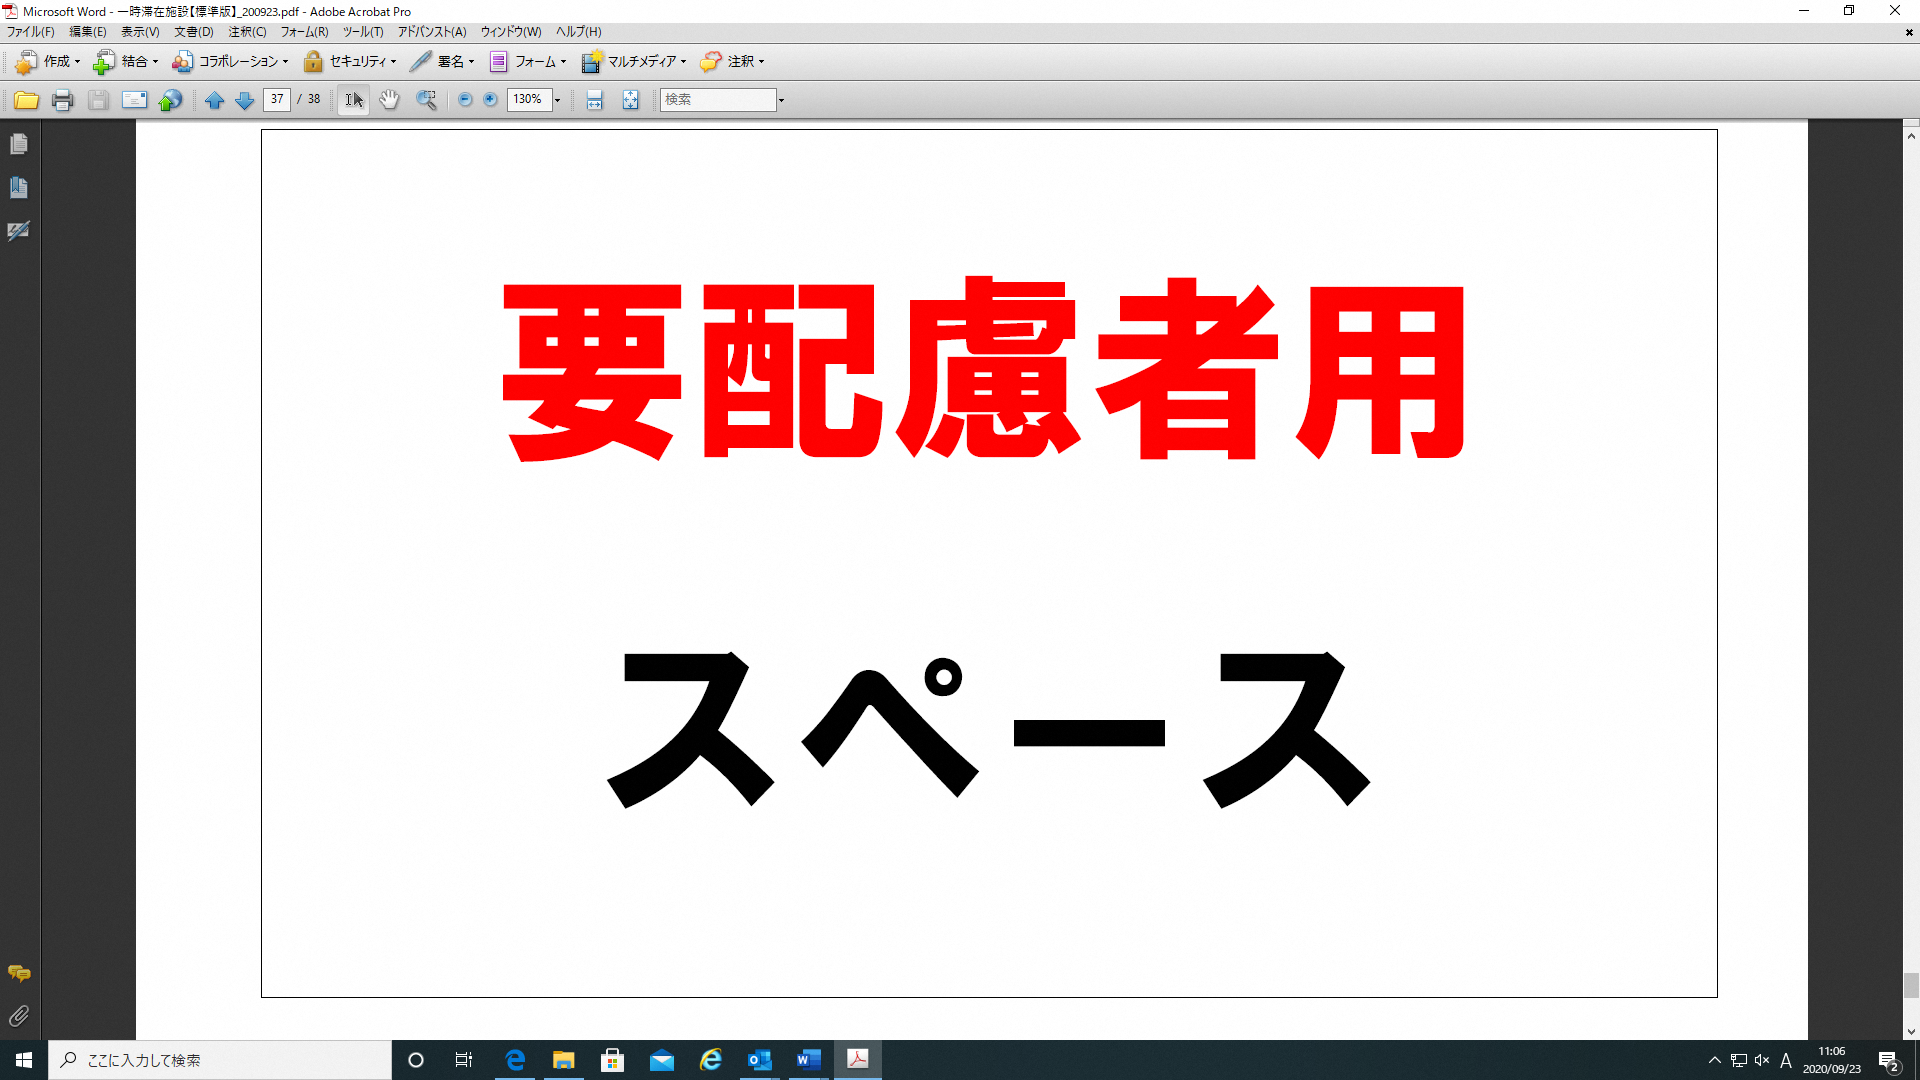 Microsoft Word - 一時滞在施設【標準版】_200923.pdf - Adobe Acrobat Pro
ファイル(F) 編集(E) 表示(V) 文書(D) 注釈(C) フォーム(R) ツール(T) アドバンスト(A) ウィンドウ(W) ヘルプ(H)
作成 結合 コラボレーション セキュリティ 署名 フォーム マルチメディア 注釈
37 / 38 130% 検索
要配慮者用
スペース
ここに入力して検索
A 11:06
2020/09/23 2